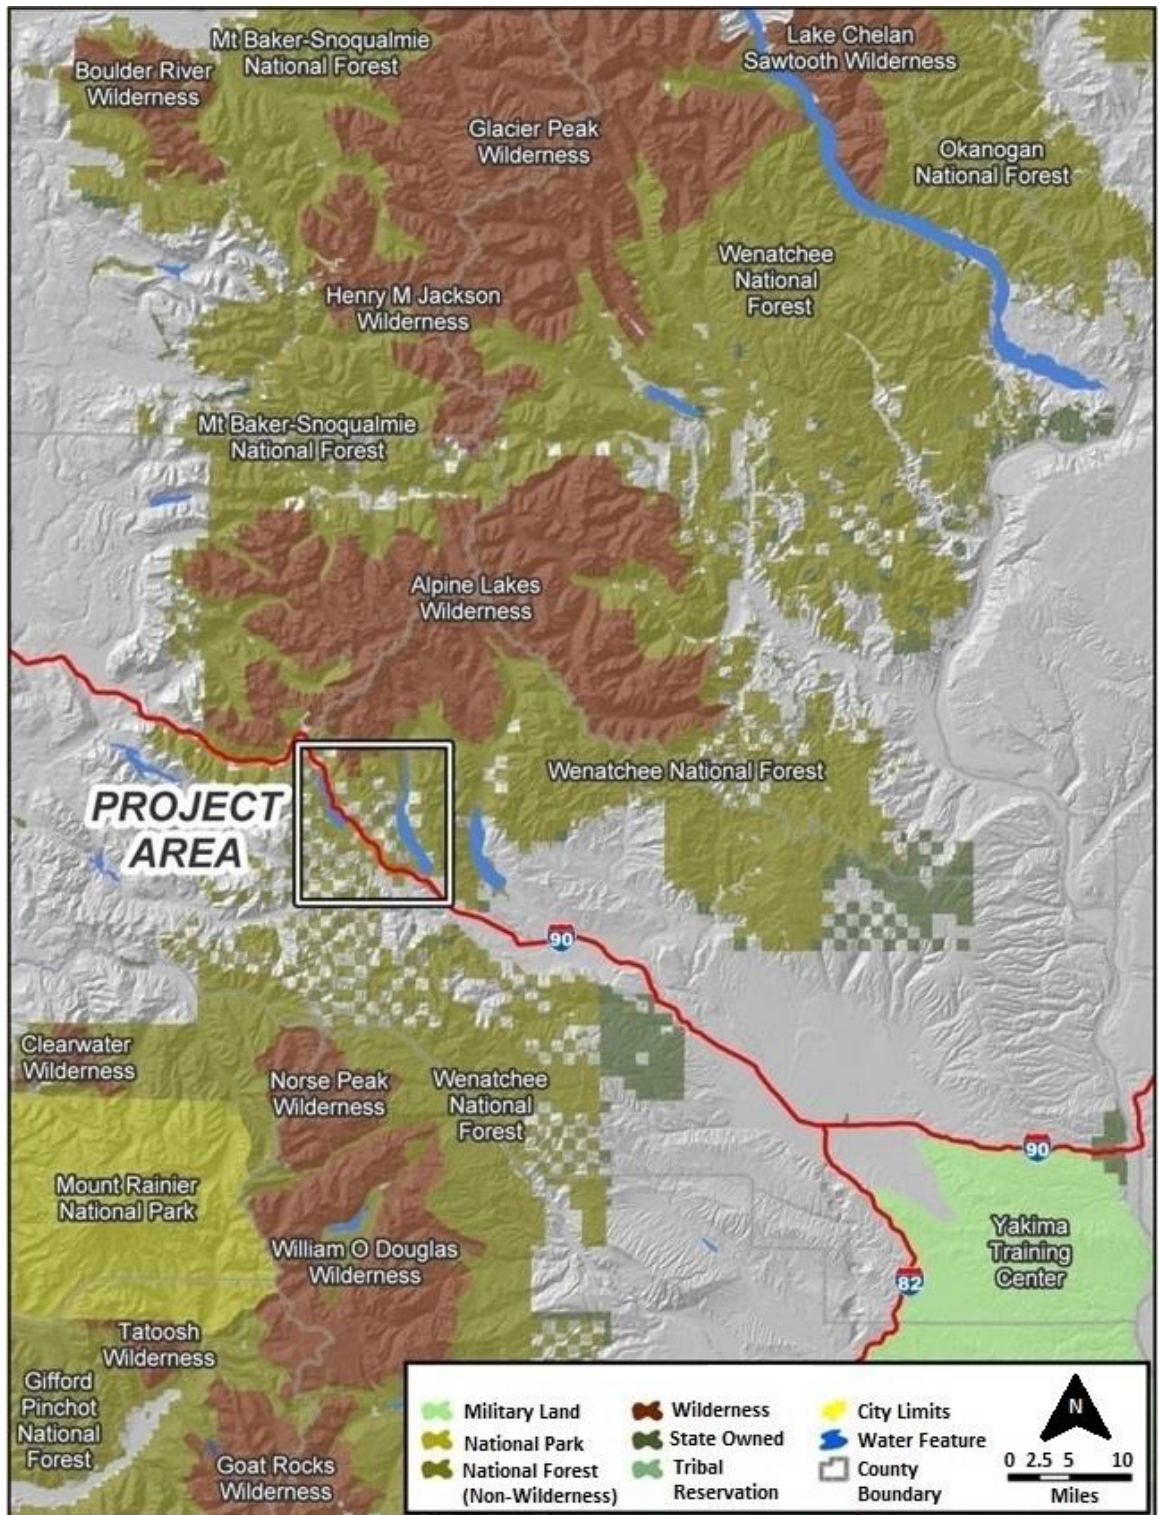 Mt Baker-Snoqualmie
National Forest
Boulder River
Wilderness
Lake Chelan
Sawtooth Wilderness
Glacier Peak
Wilderness
Okanogan
National Forest
Wenatchee
National
Forest
Henry M Jackson
Wilderness
Mt Baker-Snoqualmie
National Forest
Alpine Lakes
Wilderness
Wenatchee National Forest
PROJECT
AREA
90
Clearwater
Wilderness
Norse Peak
Wilderness
Wenatchee
National
Forest
90
Mount Rainier
National Park
William O Douglas
Wilderness
Yakima
Training
Center
82
Tatoosh
Wilderness
Gifford
Pinchot
National
Forest
Goat Rocks
Wilderness
Military Land
National Park
National Forest
(Non-Wilderness)
Wilderness
State Owned
Tribal
Reservation
City Limits
Water Feature
County
Boundary
N
0 2.5 5 10
Miles